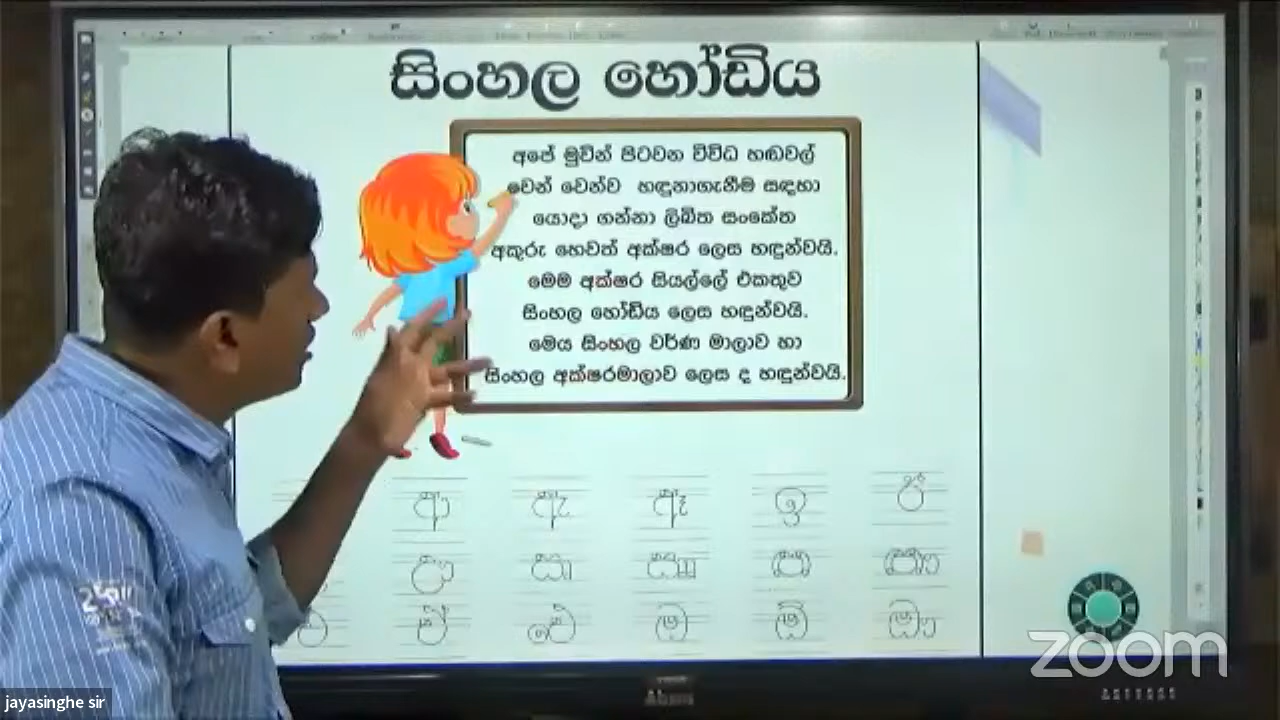 සිංහල හෝඩිය
අපේ මුවින් පිටවන විවිධ හඬවල්
වෙන් වෙන්ව හඳුනාගැනීම සඳහා
යොදා ගන්නා ලිඛිත සංකේත
අකුරු හෙවත් අක්ෂර ලෙස හඳුන්වයි.
මෙම අක්ෂර සියල්ලේ එකතුව
සිංහල හෝඩිය ලෙස හඳුන්වයි.
මෙය සිංහල වර්ණ මාලාව හා
සිංහල අක්ෂරමාලාව ලෙස ද හඳුන්වයි.
ආ ඇ ඈ ඉ ඊ
ඌ ඍ ඎ ඏ ඐ
එ ඒ ඓ ඔ ඕ ඖ
zoom
jayasinghe sir